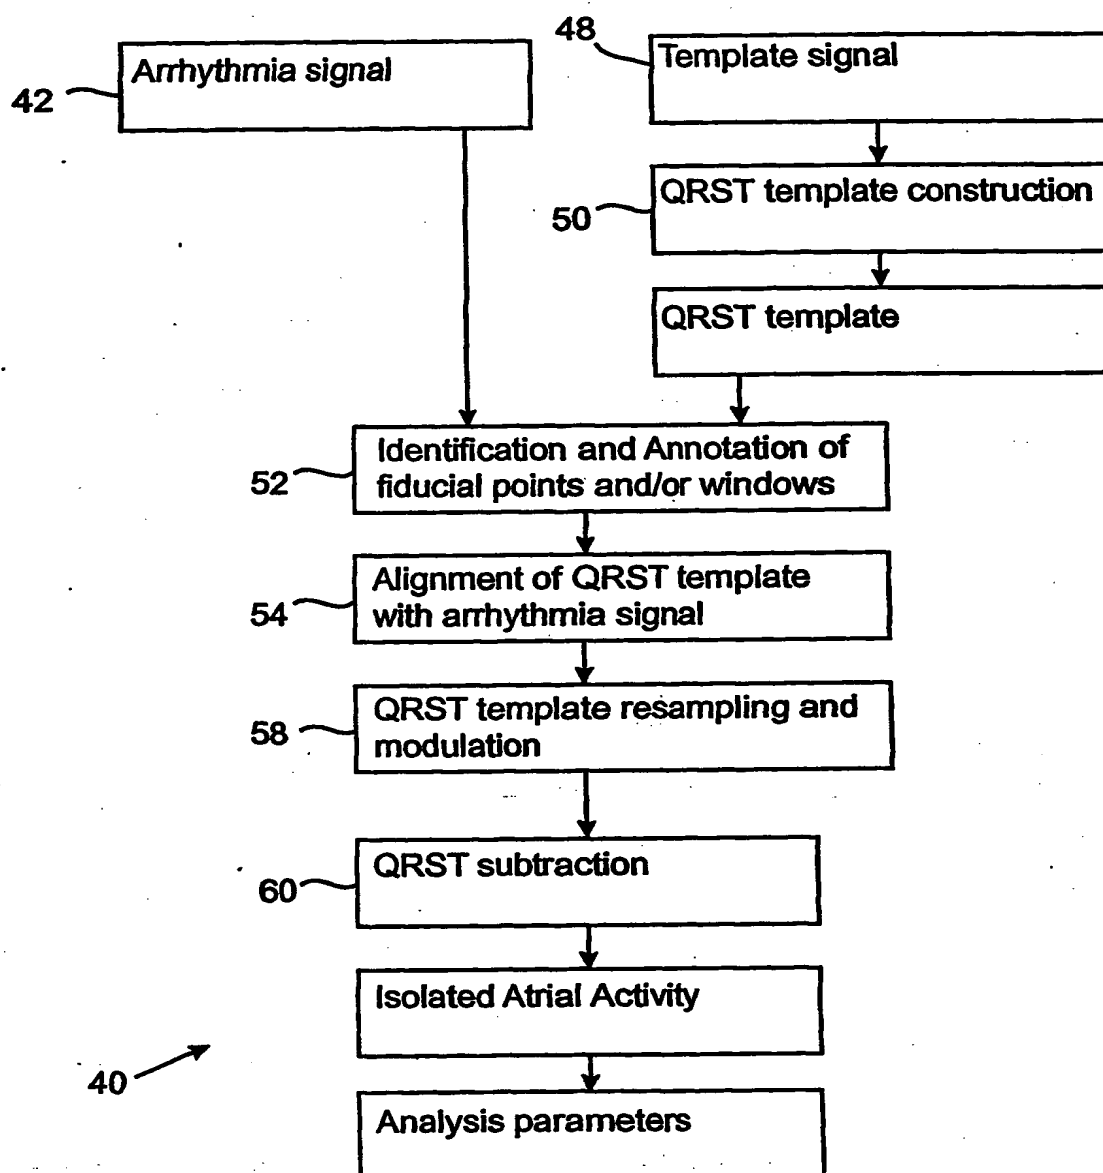 48
Arrhythmia signal
Template signal
42
QRST template construction
50
QRST template
Identification and Annotation of
fiducial points and/or windows
52
Alignment of QRST template
with arrhythmia signal
54
QRST template resampling and
modulation
58
QRST subtraction
60
Isolated Atrial Activity
40
Analysis parameters